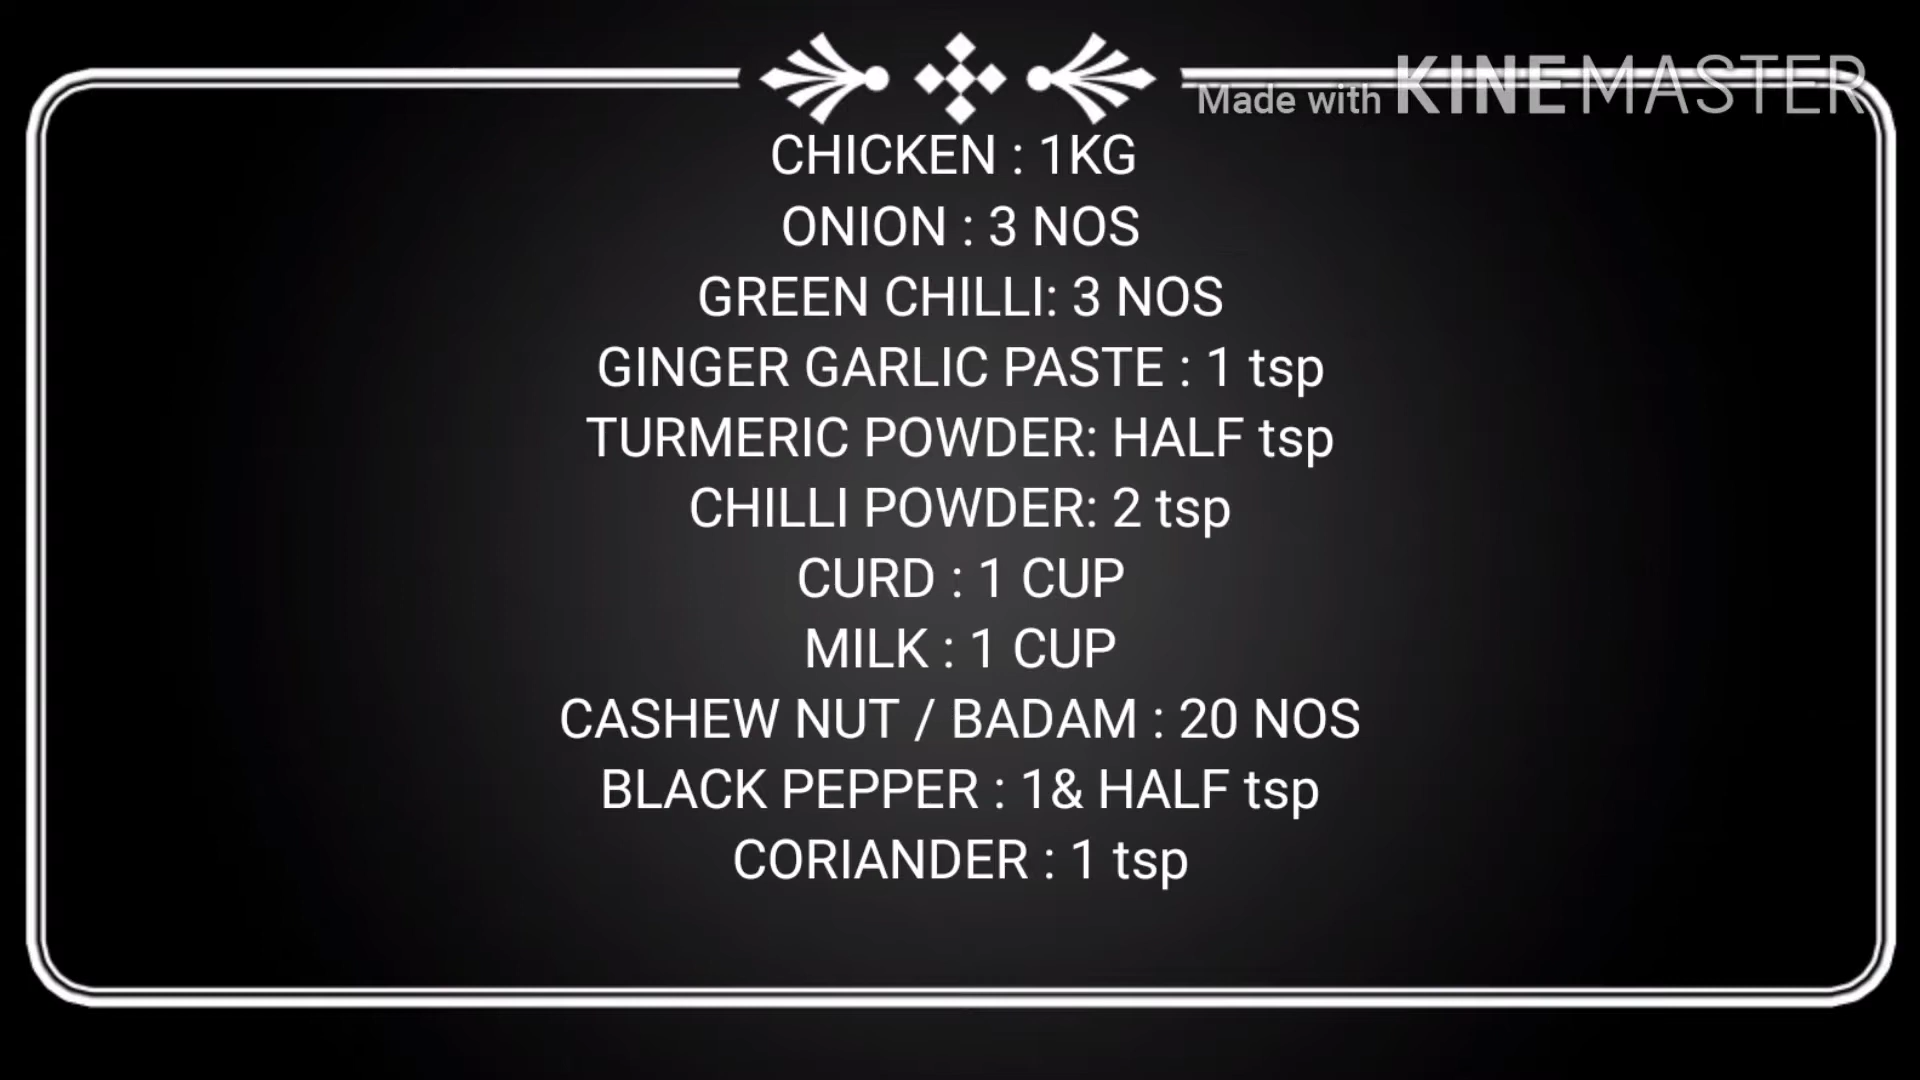 Made with KINEMASTER
CHICKEN : 1KG
ONION : 3 NOS
GREEN CHILLI: 3 NOS
GINGER GARLIC PASTE : 1 tsp
TURMERIC POWDER: HALF tsp
CHILLI POWDER: 2 tsp
CURD : 1 CUP
MILK : 1 CUP
CASHEW NUT / BADAM : 20 NOS
BLACK PEPPER : 1& HALF tsp
CORIANDER : 1 tsp